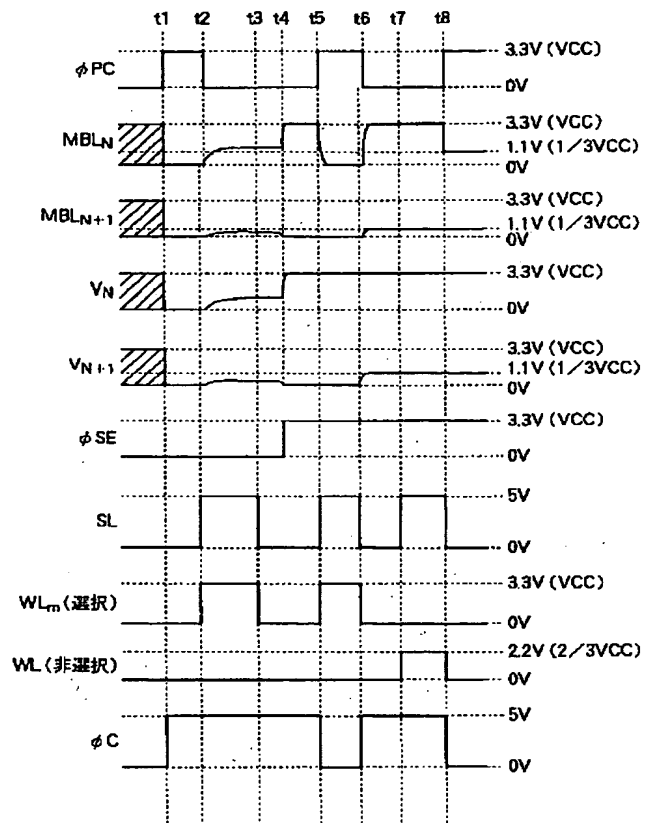 t1 t2 t3 t4 t5 t6 t7 t8
φPC
3.3V (VCC)
0V
MBLN
3.3V (VCC)
1.1V (1/3VCC)
0V
MBLN+1
3.3V (VCC)
1.1V (1/3VCC)
0V
VN
3.3V (VCC)
0V
VN+1
3.3V (VCC)
1.1V (1/3VCC)
0V
φSE
3.3V (VCC)
0V
SL
5V
0V
WLm (選択)
3.3V (VCC)
0V
WL (非選択)
2.2V (2/3VCC)
0V
φC
5V
0V